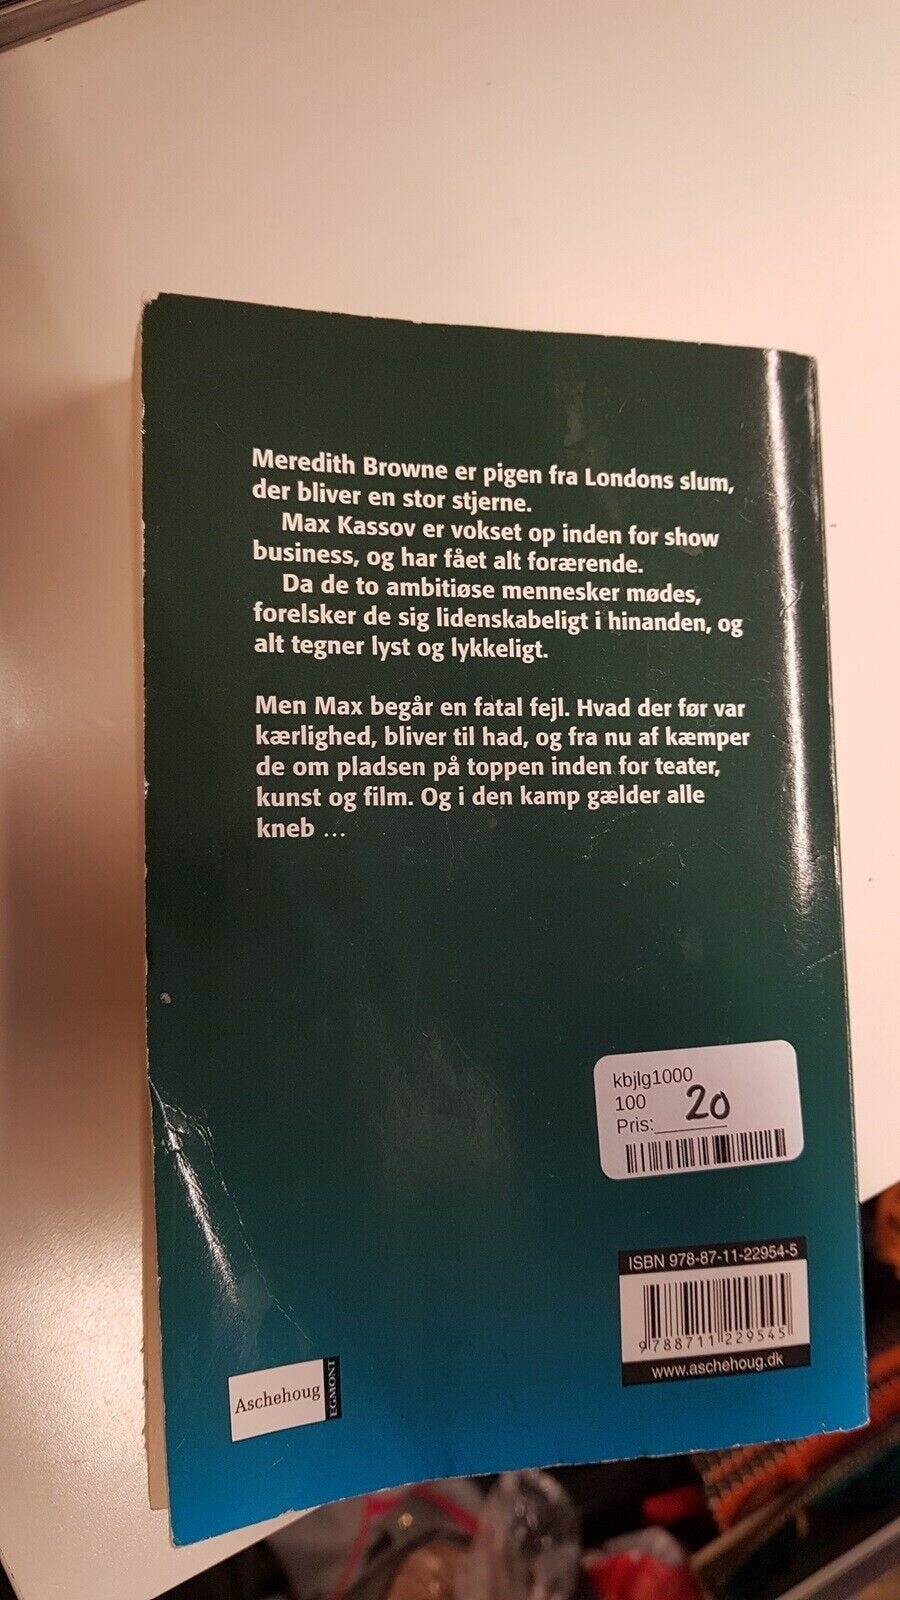 Meredith Browne er pigen fra Londons slum,
der bliver en stor stjerne.
Max Kassov er vokset op inden for show
business, og har fået alt forærende.
Da de to ambitiøse mennesker mødes,
forelsker de sig lidenskabeligt i hinanden, og
alt tegner lyst og lykkeligt.
Men Max begår en fatal fejl. Hvad der før var
kærlighed, bliver til had, og fra nu af kæmper
de om pladsen på toppen inden for teater,
kunst og film. Og i den kamp gælder alle
kneb ...
kbjlg1000
100
Pris: 20
ISBN 978-87-11-22954-5
9788711229545
www.aschehoug.dk
Aschehoug
EGMONT